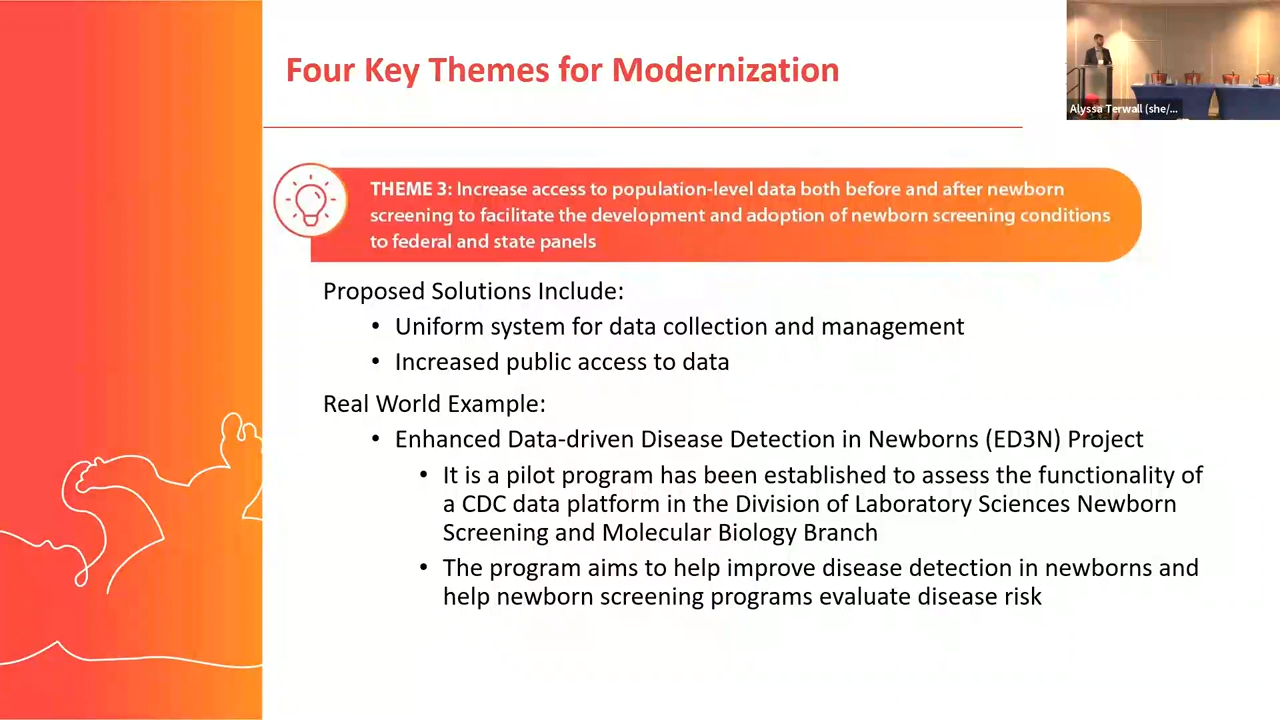 Four Key Themes for Modernization
Alyssa Terwall (she/...
THEME 3: Increase access to population-level data both before and after newborn
screening to facilitate the development and adoption of newborn screening conditions
to federal and state panels
Proposed Solutions Include:
• Uniform system for data collection and management
• Increased public access to data
Real World Example:
• Enhanced Data-driven Disease Detection in Newborns (ED3N) Project
• It is a pilot program has been established to assess the functionality of
a CDC data platform in the Division of Laboratory Sciences Newborn
Screening and Molecular Biology Branch
• The program aims to help improve disease detection in newborns and
help newborn screening programs evaluate disease risk